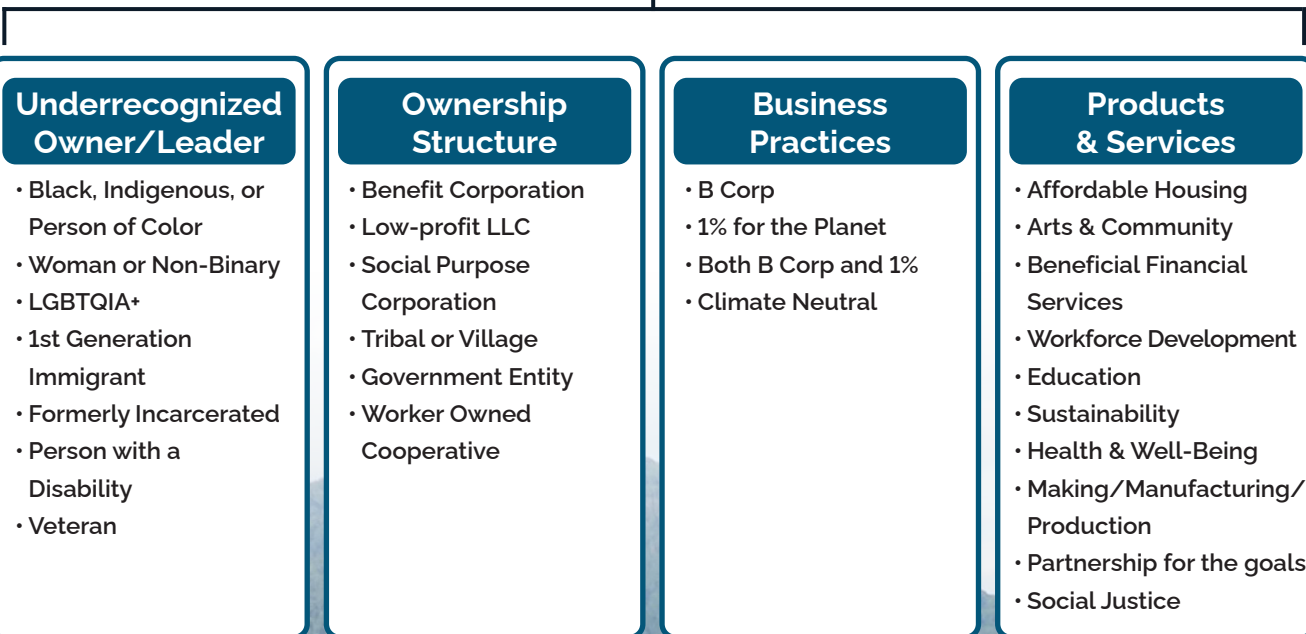 Underrecognized
Owner/Leader
• Black, Indigenous, or
Person of Color
• Woman or Non-Binary
• LGBTQIA+
• 1st Generation
Immigrant
• Formerly Incarcerated
• Person with a
Disability
• Veteran
Ownership
Structure
• Benefit Corporation
• Low-profit LLC
• Social Purpose
Corporation
• Tribal or Village
• Government Entity
• Worker Owned
Cooperative
Business
Practices
• B Corp
• 1% for the Planet
• Both B Corp and 1%
• Climate Neutral
Products
& Services
• Affordable Housing
• Arts & Community
• Beneficial Financial
Services
• Workforce Development
• Education
• Sustainability
• Health & Well-Being
• Making/Manufacturing/
Production
• Partnership for the goals
• Social Justice